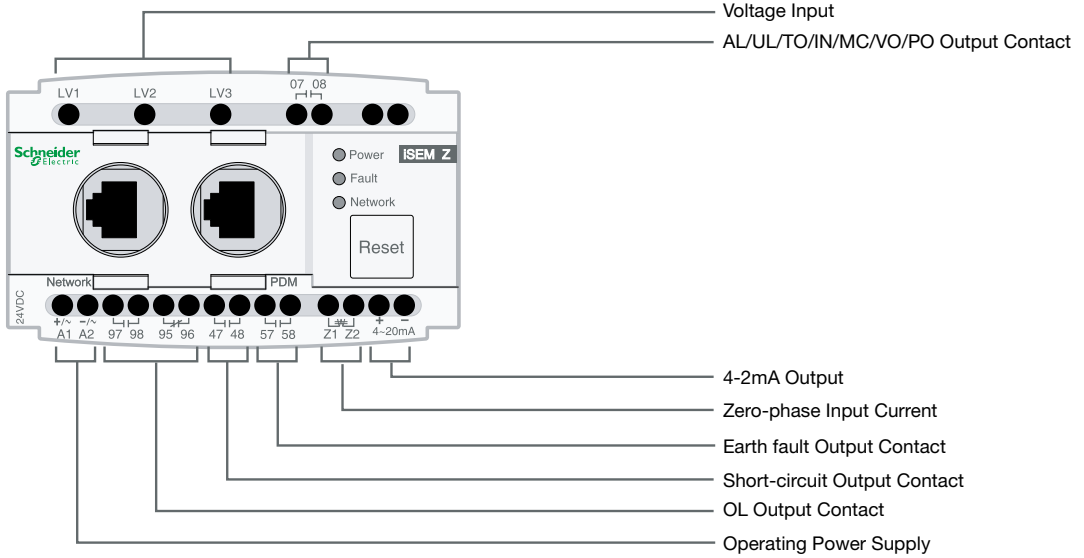 Voltage Input
AL/UL/TO/IN/MC/VO/PO Output Contact
07 08
LV1 LV2 LV3
Schneider
Electric
Power iSEM Z
Fault
Network
Reset
Network PDM
24VDC
+/~ −/~ + −
A1 A2 97 98 95 96 47 48 57 58 Z1 Z2 4~20mA
4-2mA Output
Zero-phase Input Current
Earth fault Output Contact
Short-circuit Output Contact
OL Output Contact
Operating Power Supply